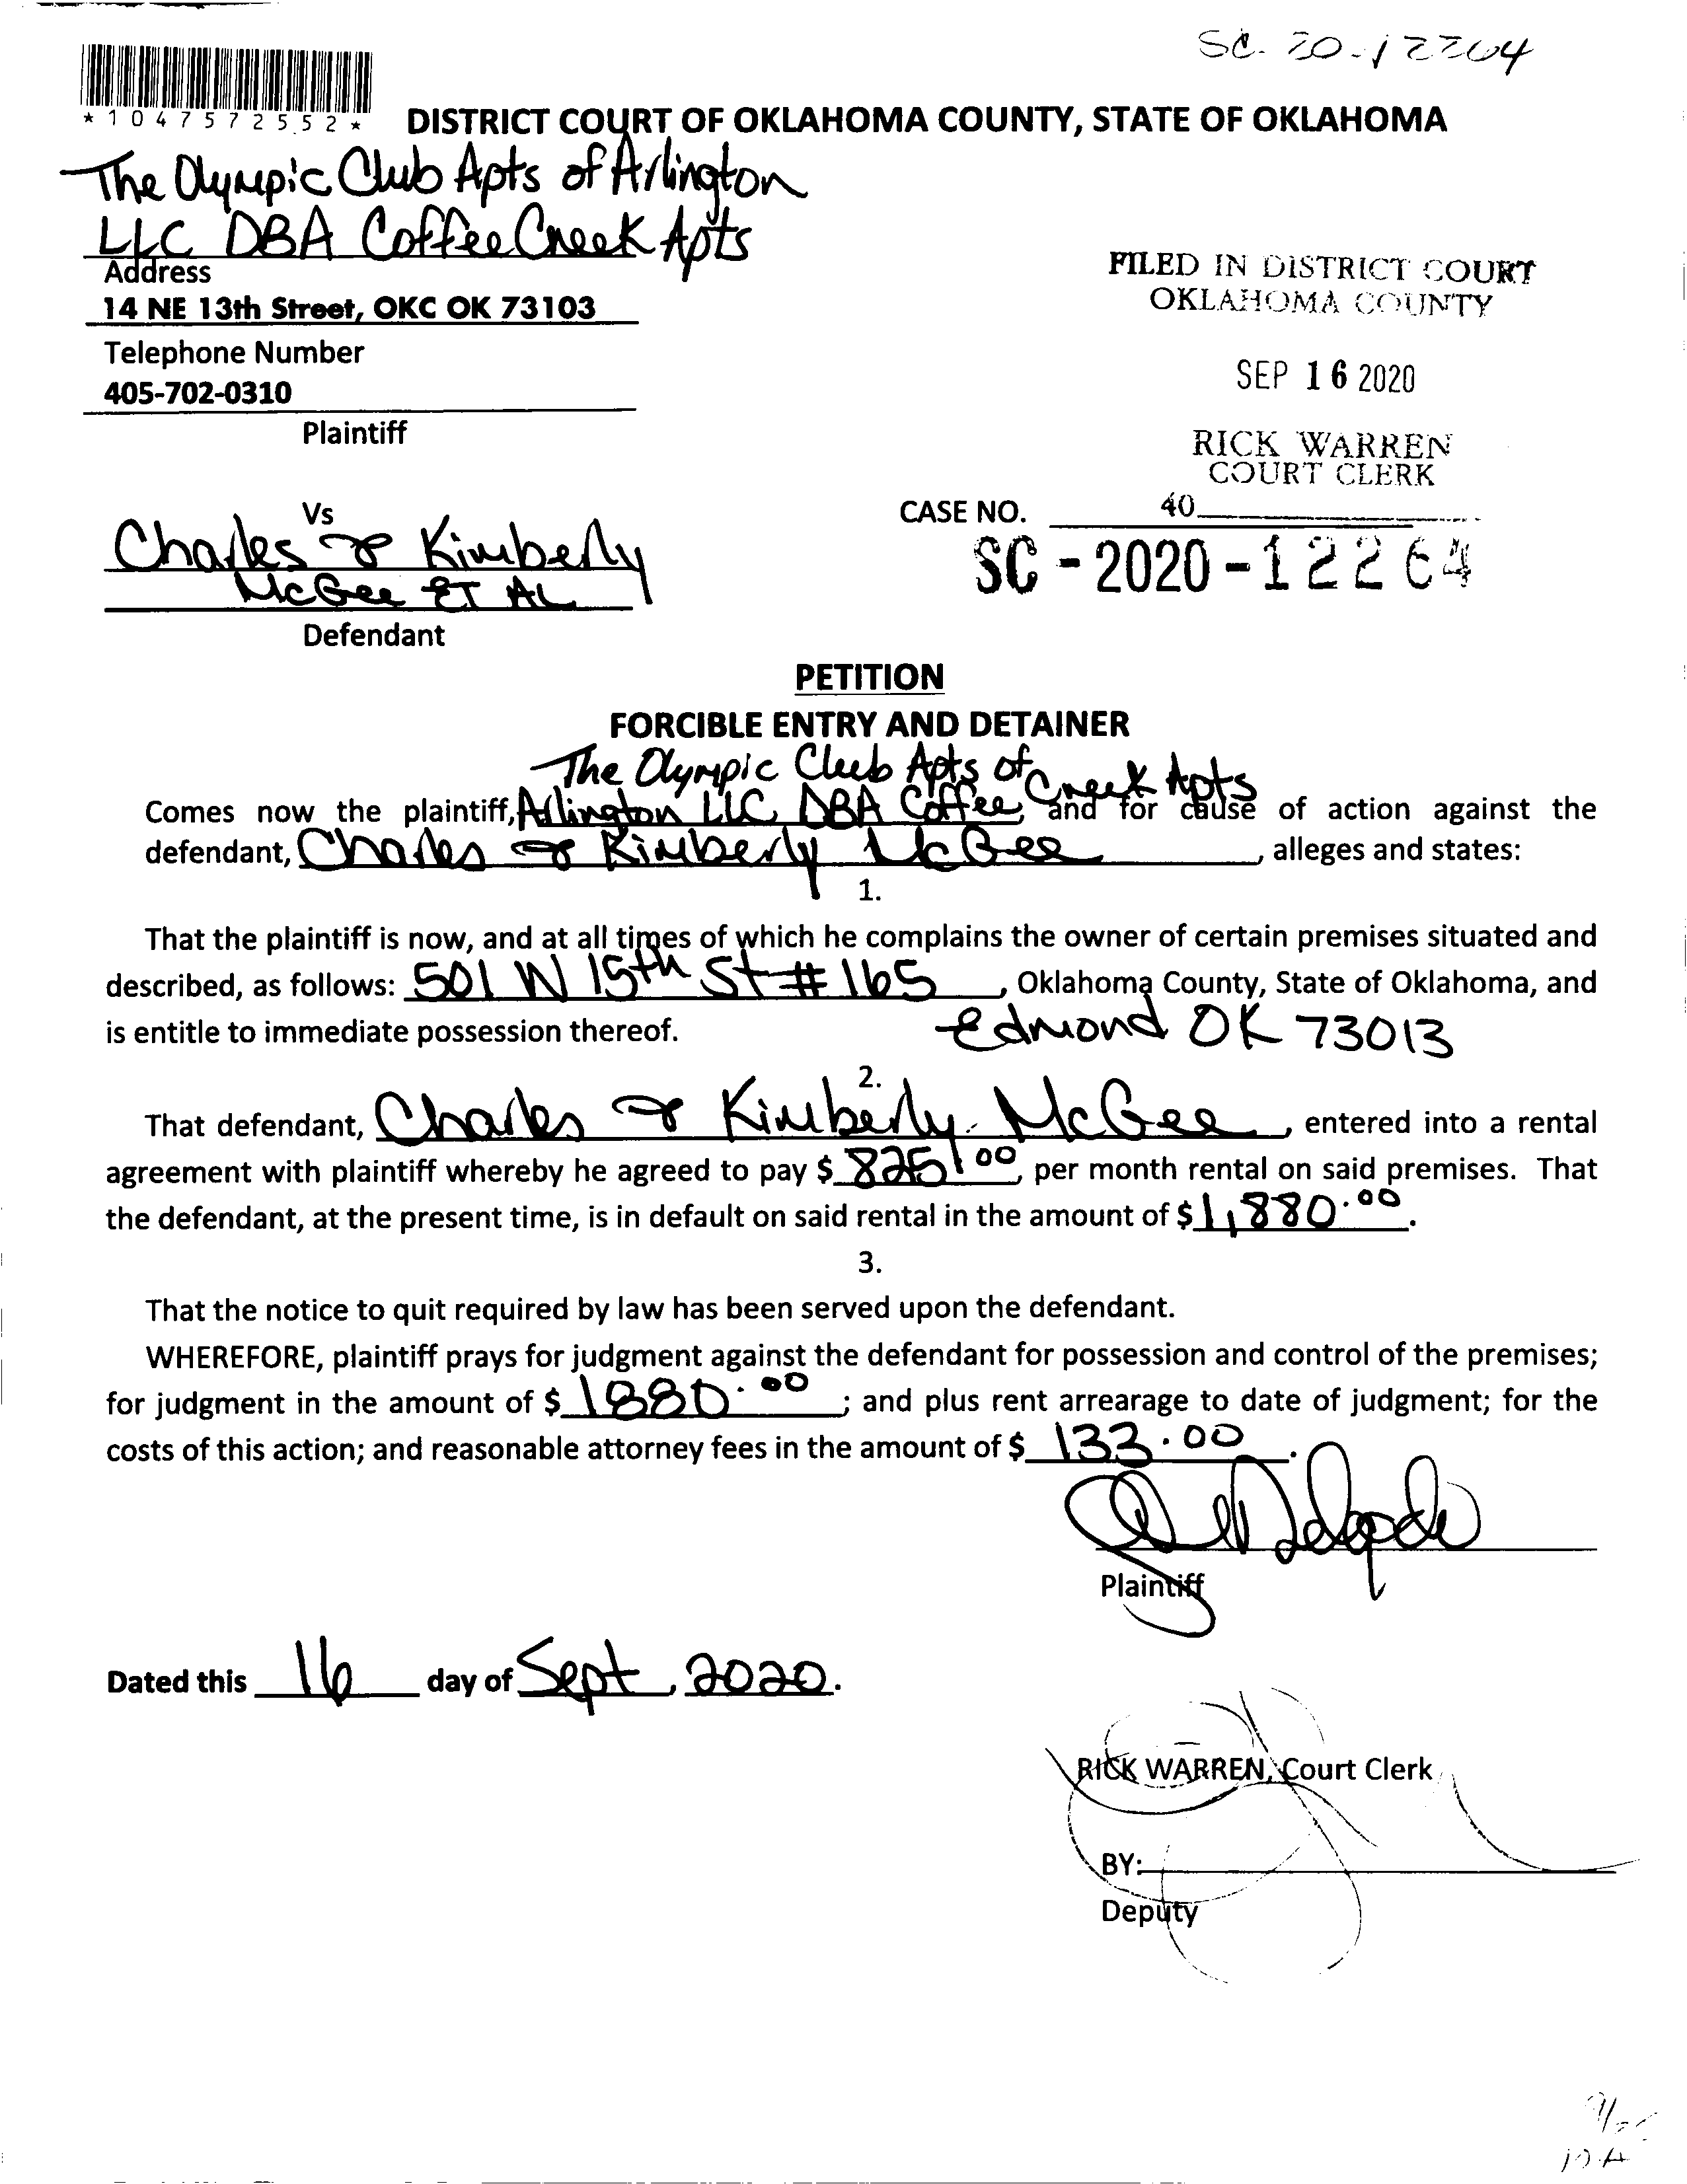 SC-20-12264
*1047572552*
DISTRICT COURT OF OKLAHOMA COUNTY, STATE OF OKLAHOMA
The Olympic Club Apts of Arlington
LLC DBA Coffee Creek Apts
Address
14 NE 13th Street, OKC OK 73103
Telephone Number
405-702-0310
Plaintiff
FILED IN DISTRICT COURT
OKLAHOMA COUNTY
SEP 16 2020
RICK WARREN
COURT CLERK
40
Vs
CASE NO.
SC-2020-12264
Charles & Kimberly
McGee ET AL
Defendant
PETITION
FORCIBLE ENTRY AND DETAINER
The Olympic Club Apts of
Comes now the plaintiff, Arlington LLC DBA Coffee Creek Apts and for cause of action against the
defendant, Charles & Kimberly McGee, alleges and states:
1.
That the plaintiff is now, and at all times of which he complains the owner of certain premises situated and
described, as follows: 501 W 15th St #165, Oklahoma County, State of Oklahoma, and
is entitle to immediate possession thereof. Edmond OK 73013
2.
That defendant, Charles & Kimberly McGee, entered into a rental
agreement with plaintiff whereby he agreed to pay $ 825.00, per month rental on said premises. That
the defendant, at the present time, is in default on said rental in the amount of $ 1,880.00.
3.
That the notice to quit required by law has been served upon the defendant.
WHEREFORE, plaintiff prays for judgment against the defendant for possession and control of the premises;
for judgment in the amount of $ 1880.00; and plus rent arrearage to date of judgment; for the
costs of this action; and reasonable attorney fees in the amount of $ 133.00.
Plaintiff
Dated this 16 day of Sept, 2020.
RICK WARREN, Court Clerk
BY:
Deputy